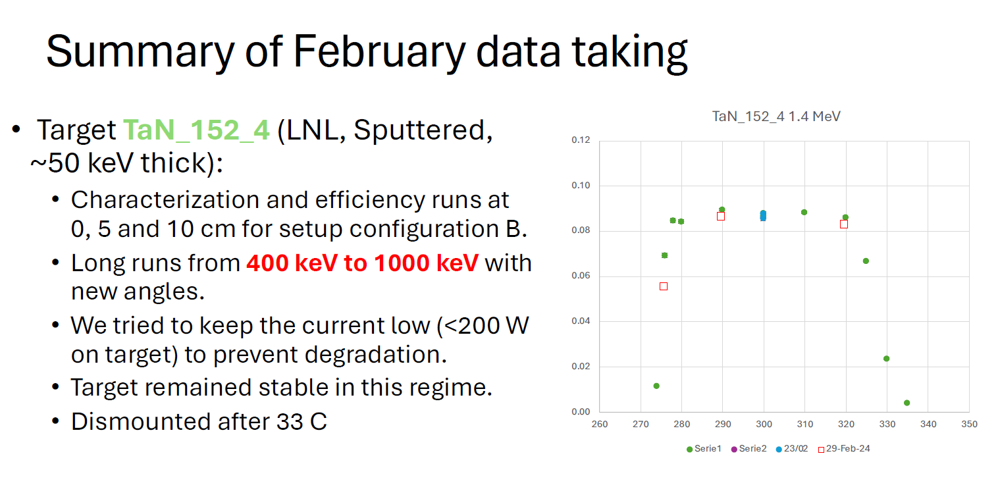 Summary of February data taking
• Target TaN_152_4 (LNL, Sputtered,
~50 keV thick):
• Characterization and efficiency runs at
0, 5 and 10 cm for setup configuration B.
• Long runs from 400 keV to 1000 keV with
new angles.
• We tried to keep the current low (<200 W
on target) to prevent degradation.
• Target remained stable in this regime.
• Dismounted after 33 C
TaN_152_4 1.4 MeV
0.12
0.10
0.08
0.06
0.04
0.02
0.00
260 270 280 290 300 310 320 330 340 350
Serie1 Serie2 23/02 29-Feb-24